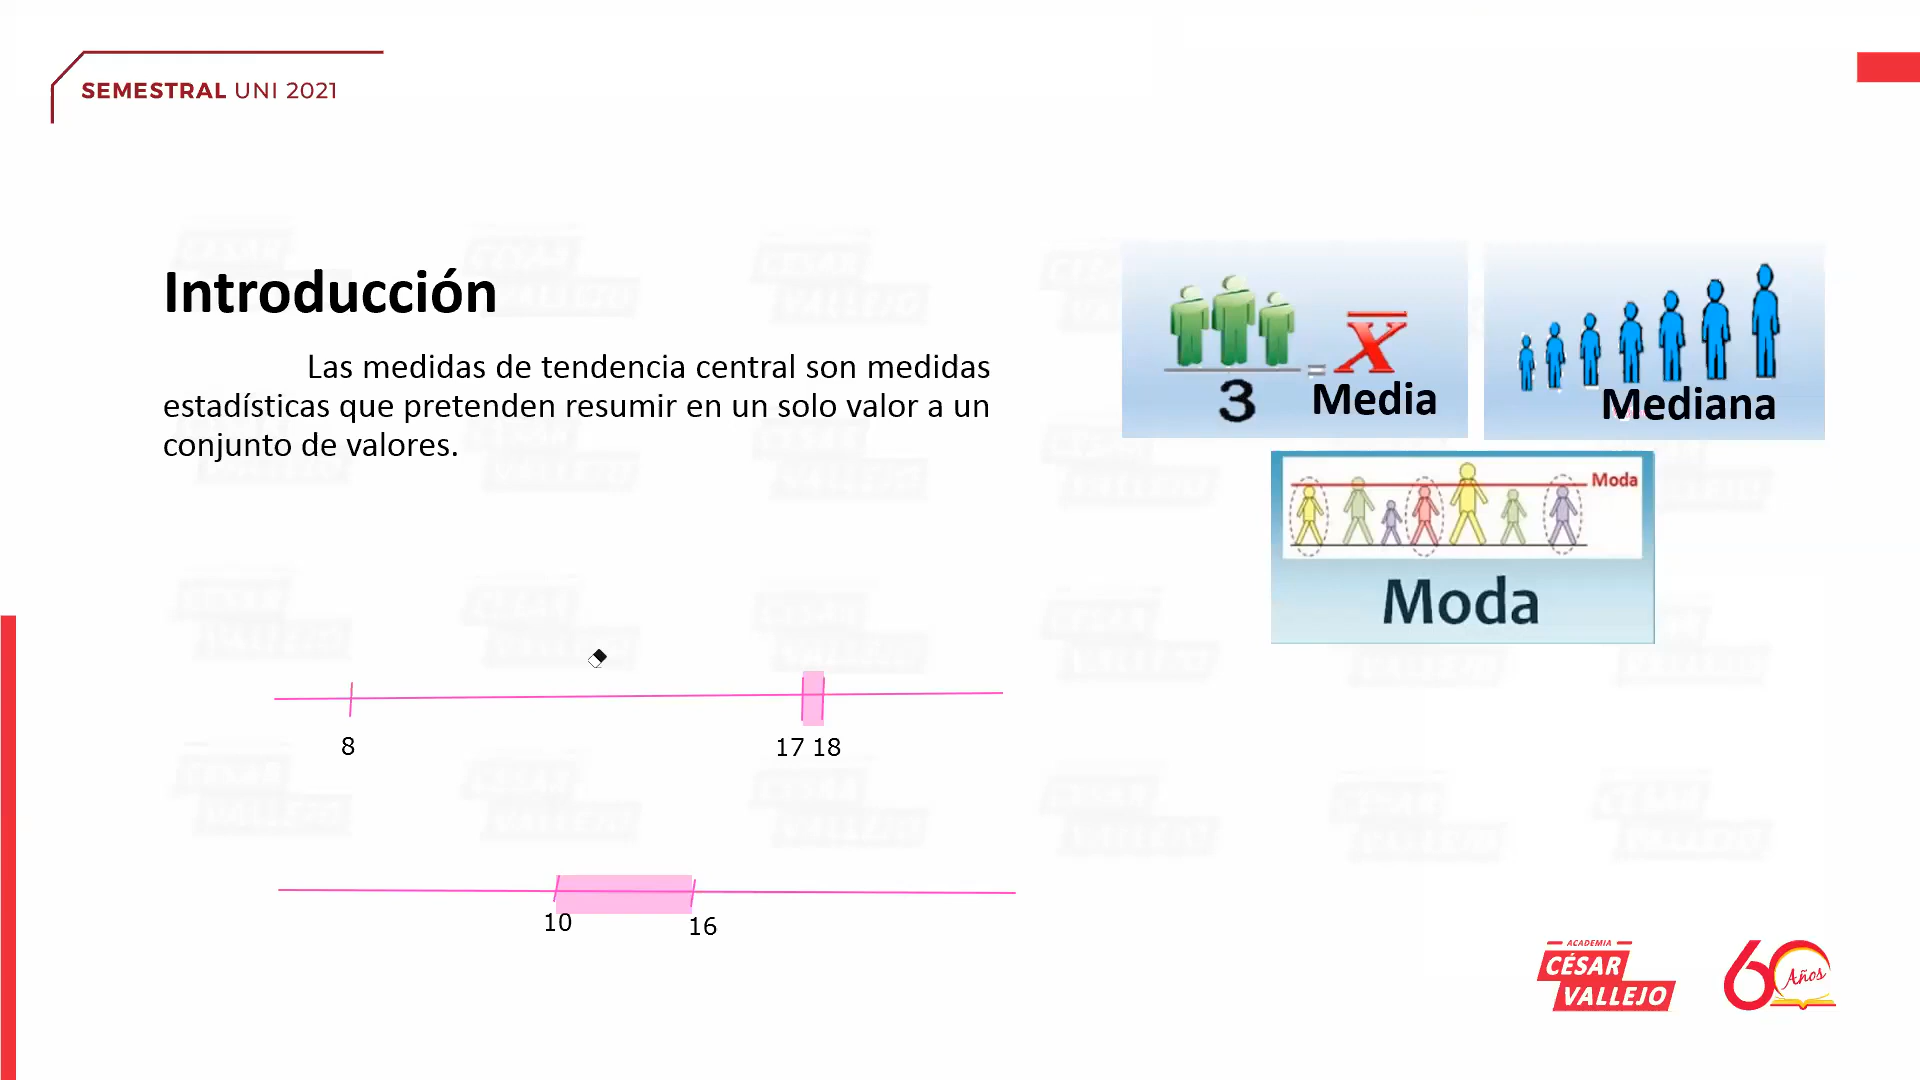 SEMESTRAL UNI 2021
Introducción
Las medidas de tendencia central son medidas
estadísticas que pretenden resumir en un solo valor a un
conjunto de valores.
3
= X
Media
Mediana
Moda
Moda
8
17 18
10
16
ACADEMIA
CÉSAR
VALLEJO
60
Años